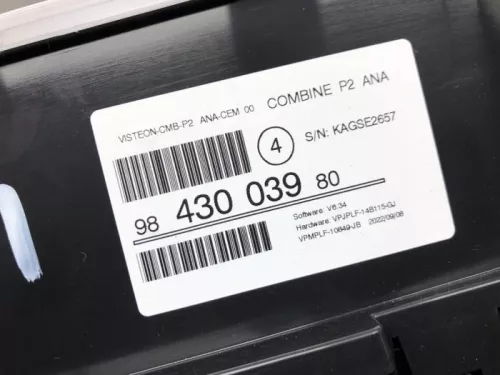 VISTEON-CMB-P2 ANA-CEM 00 COMBINE P2 ANA
4 S/N: KAGSE2657
98 430 039 80
Software: V6.34
Hardware: VPJPLF-14B115-GJ
VPMPLF-10849-JB 2022/09/08